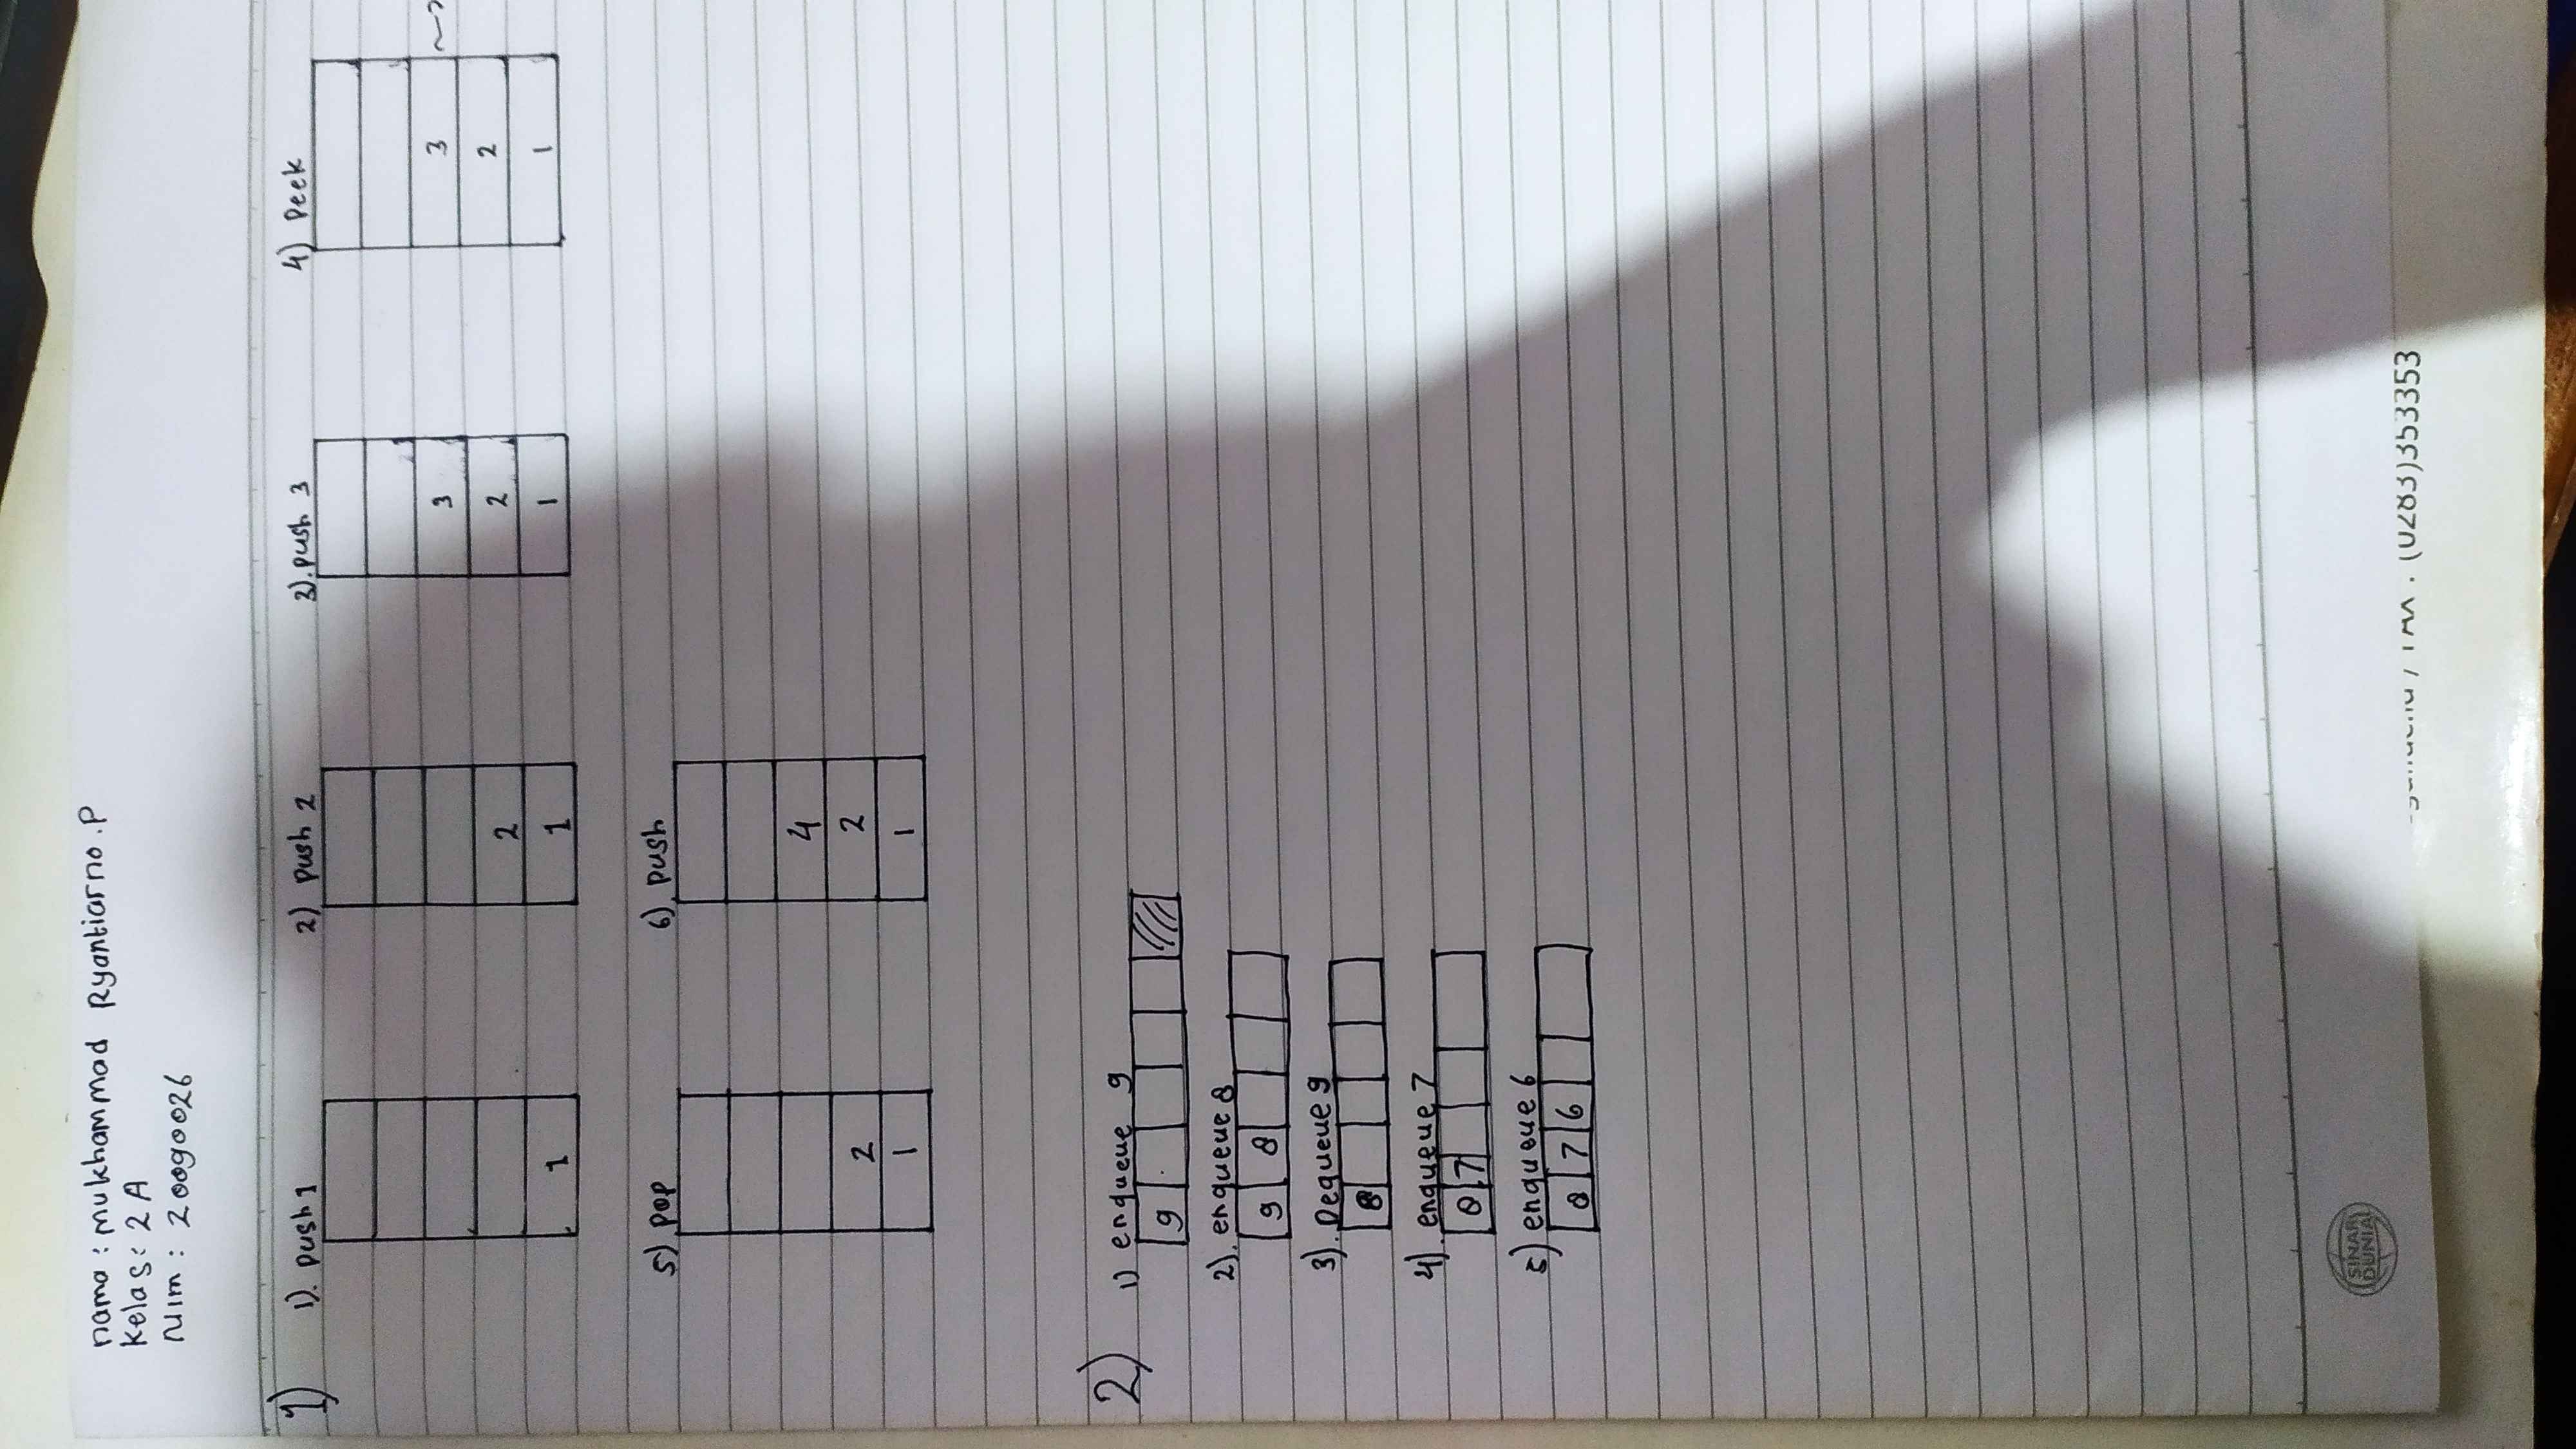 nama : mukhammad Ryantiarno.P
Kelas: 2 A
Nim : 20090026
1) 1). push 1 2) push 2 3). push 3 4) Peek
3 3
2 2 2
1 1 1 1
5) pop 6) push
4
2 2
1 1
2) 1) enqueue 9
9
2). enqueue 8
9 8
3). Dequeue 9
8
4). enqueue 7
8 7
5) enqueue 6
8 7 6
SINAR
DUNIA
/ FAX : (0283)353353